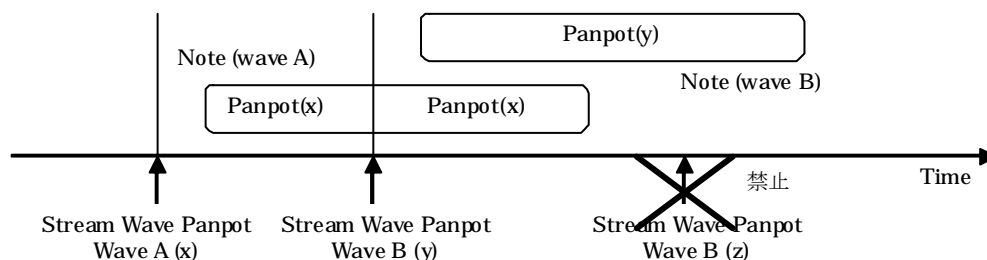 Panpot(y)
Note (wave A)
Note (wave B)
Panpot(x)
Panpot(x)
禁止
Time
Stream Wave Panpot
Wave A (x)
Stream Wave Panpot
Wave B (y)
Stream Wave Panpot
Wave B (z)